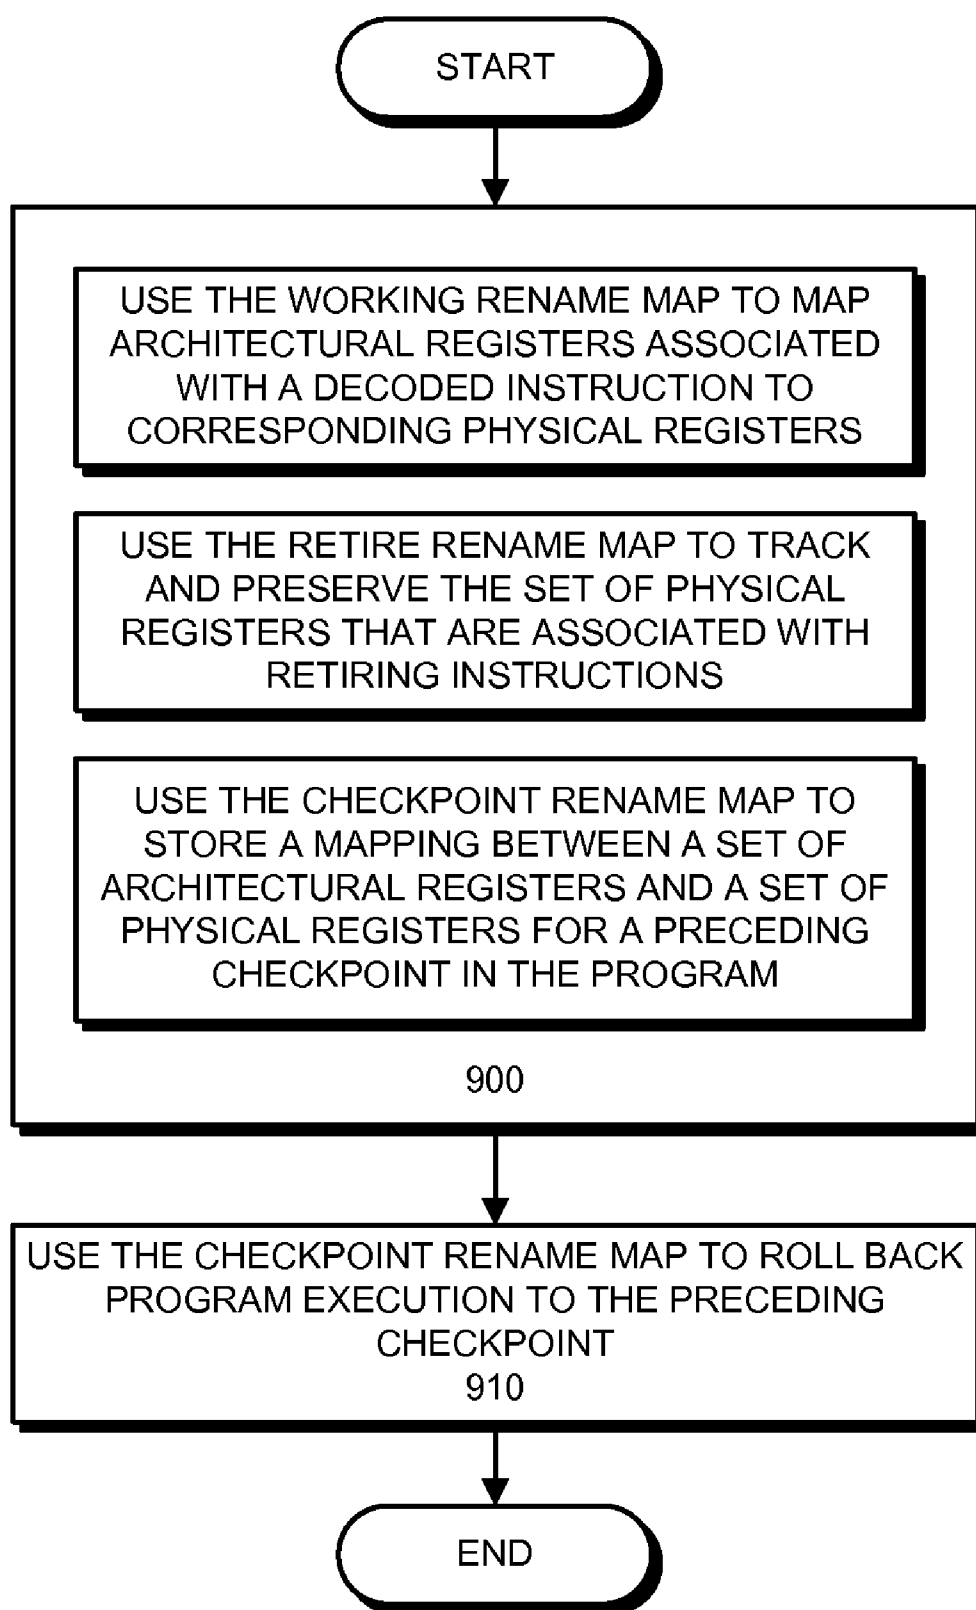 START
USE THE WORKING RENAME MAP TO MAP
ARCHITECTURAL REGISTERS ASSOCIATED
WITH A DECODED INSTRUCTION TO
CORRESPONDING PHYSICAL REGISTERS
USE THE RETIRE RENAME MAP TO TRACK
AND PRESERVE THE SET OF PHYSICAL
REGISTERS THAT ARE ASSOCIATED WITH
RETIRING INSTRUCTIONS
USE THE CHECKPOINT RENAME MAP TO
STORE A MAPPING BETWEEN A SET OF
ARCHITECTURAL REGISTERS AND A SET OF
PHYSICAL REGISTERS FOR A PRECEDING
CHECKPOINT IN THE PROGRAM
900
USE THE CHECKPOINT RENAME MAP TO ROLL BACK
PROGRAM EXECUTION TO THE PRECEDING
CHECKPOINT
910
END